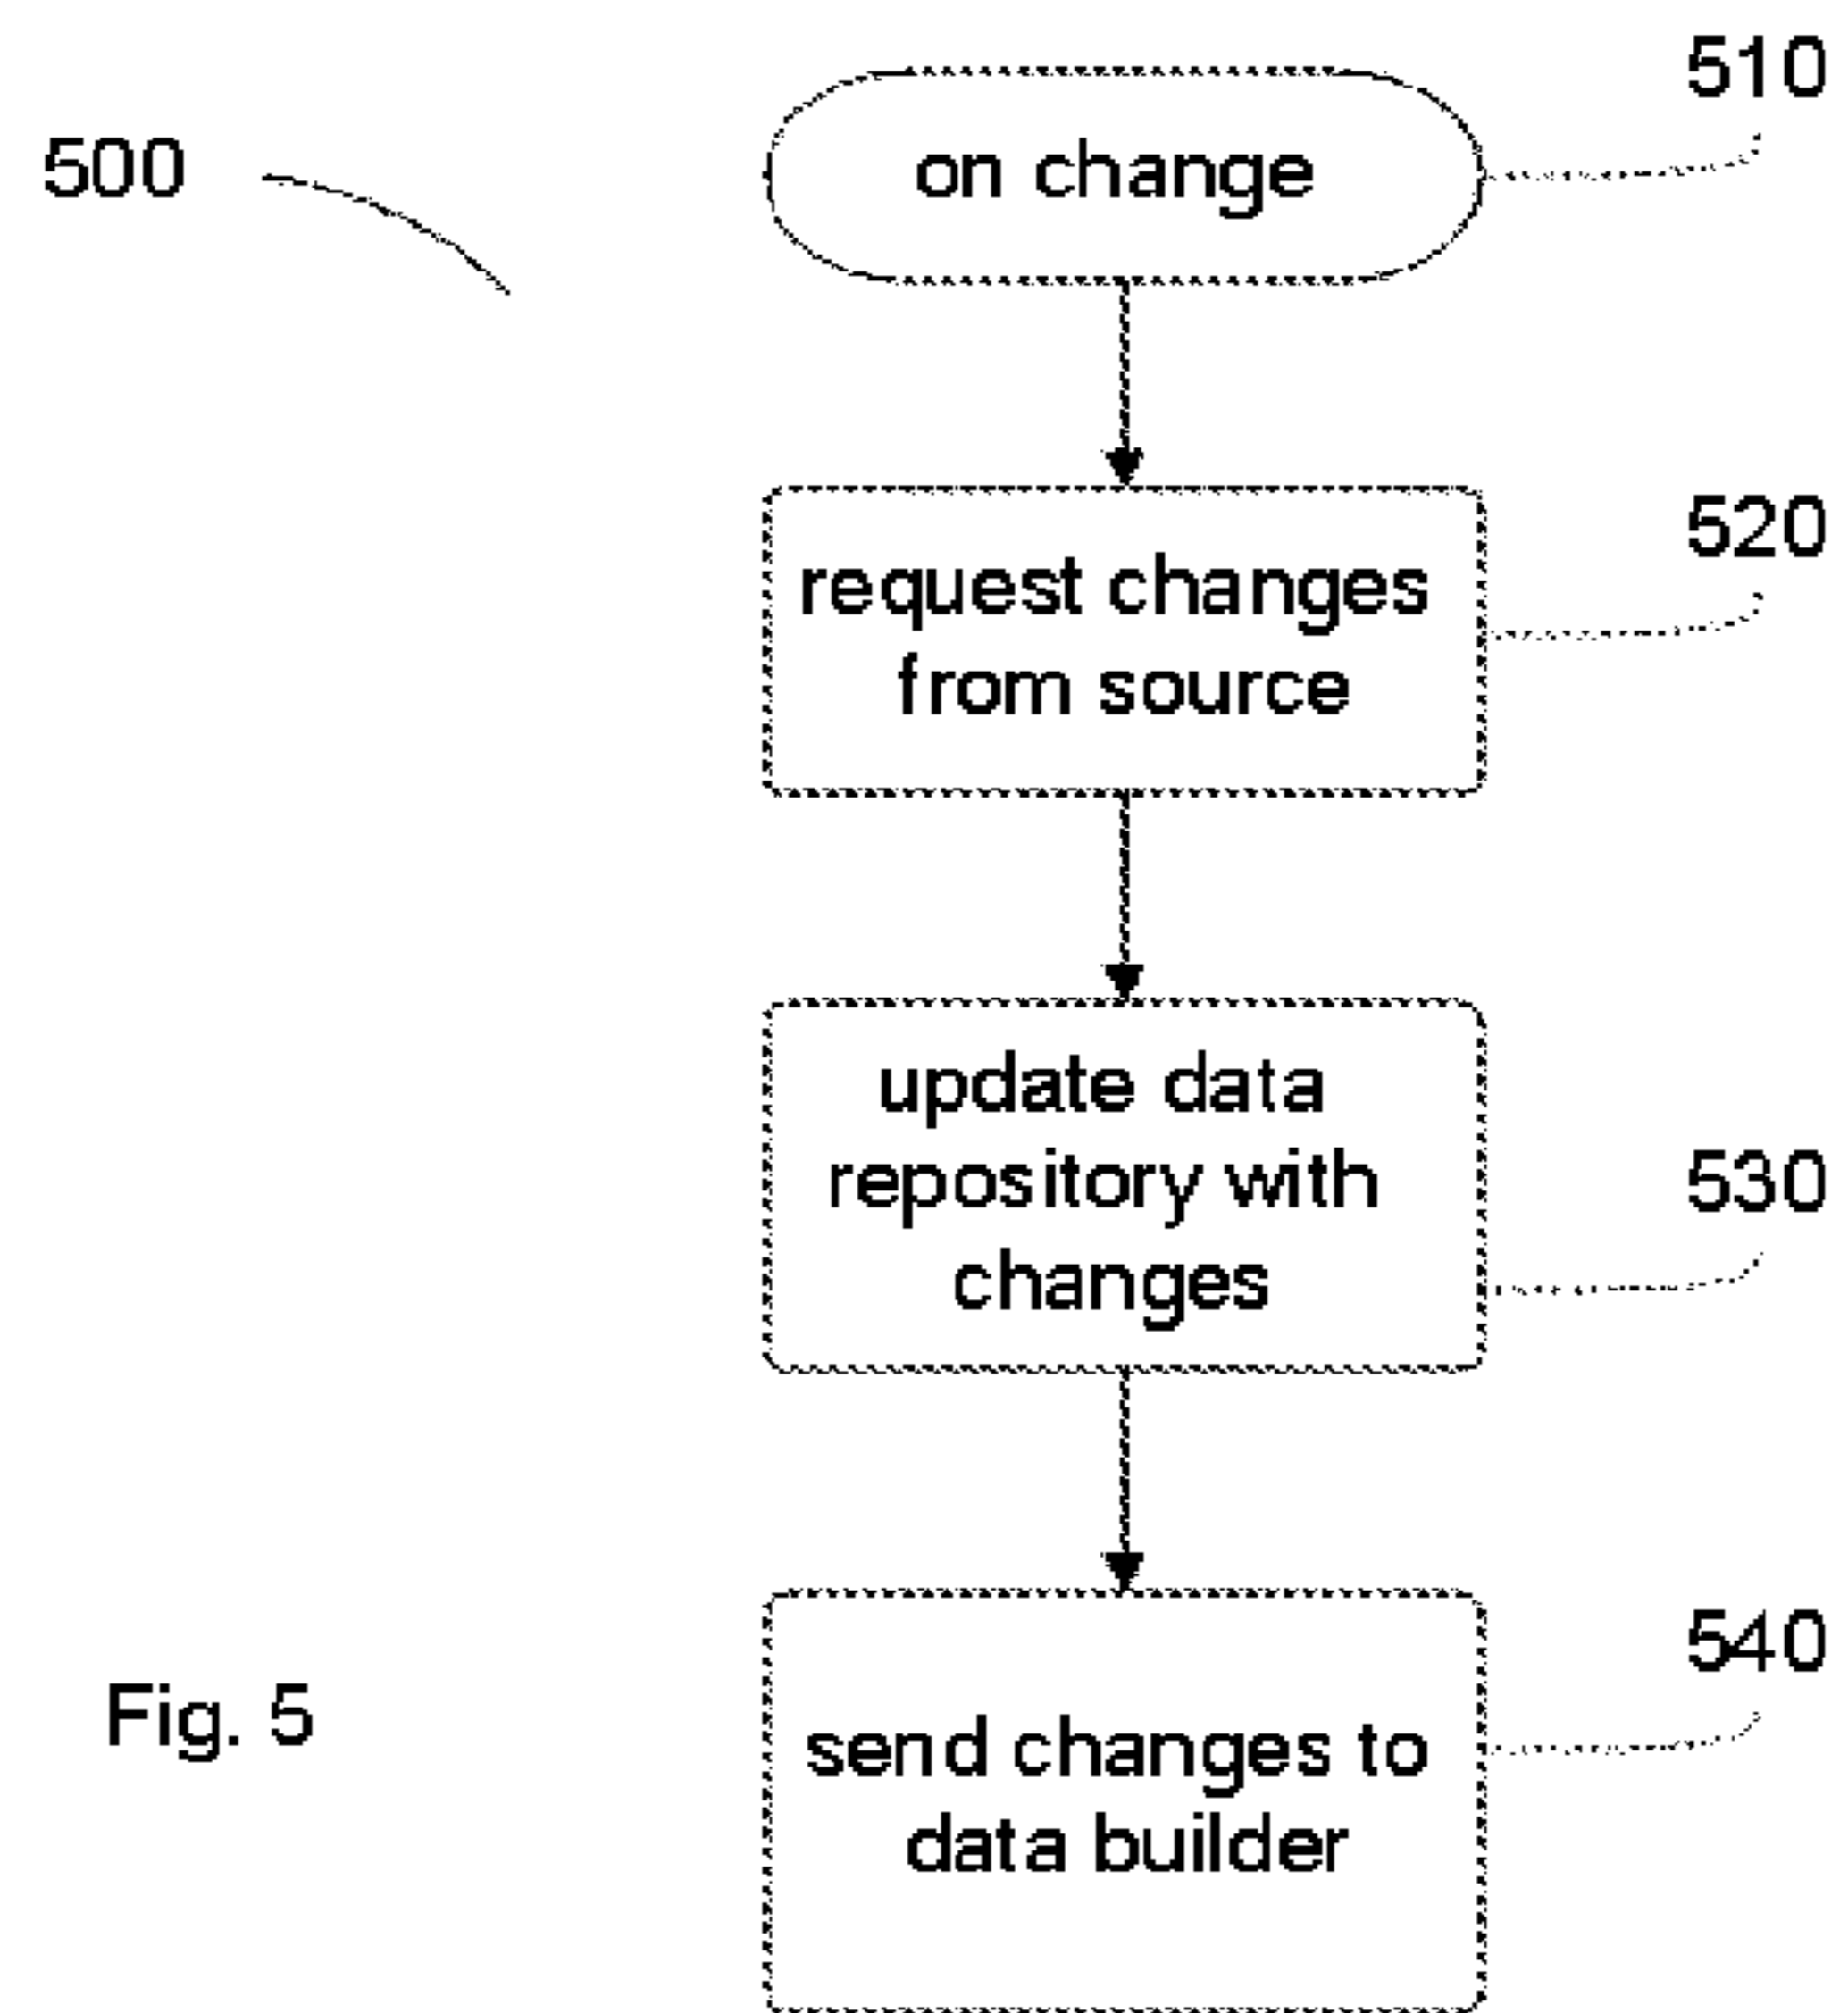 510
500
on change
520
request changes
from source
update data
530
repository with
changes
540
Fig. 5
send changes to
data builder